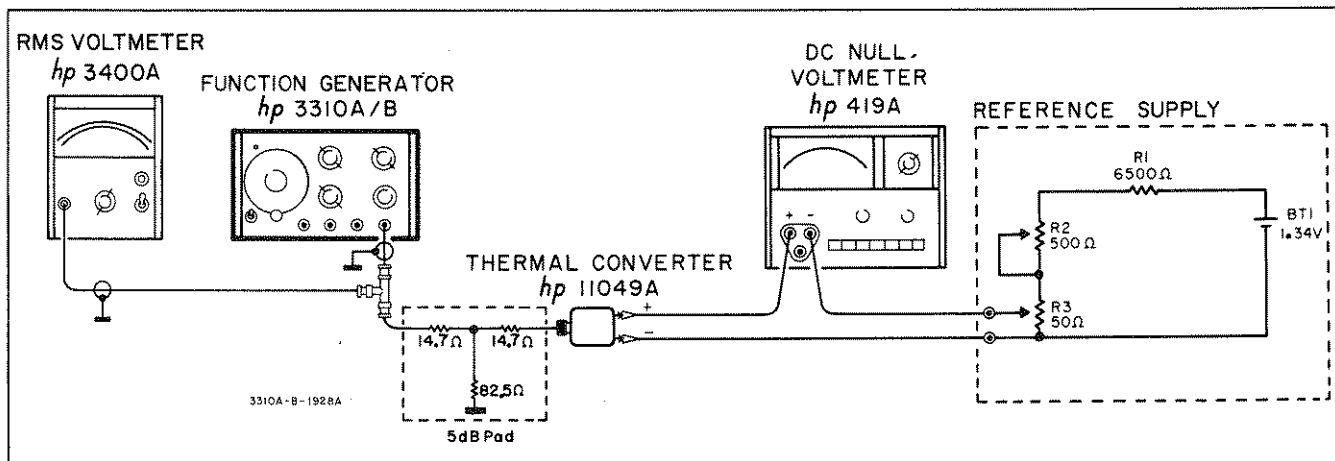 RMS VOLTMETER
hp 3400A
FUNCTION GENERATOR
hp 3310A/B
DC NULL.
VOLTMETER
hp 419A
+ -
REFERENCE SUPPLY
R1
6500Ω
R2
500Ω
BT1
1.34V
R3
50Ω
THERMAL CONVERTER
hp 11049A
+
-
14.7Ω
14.7Ω
82.5Ω
3310A-B-1928A
5dB Pad